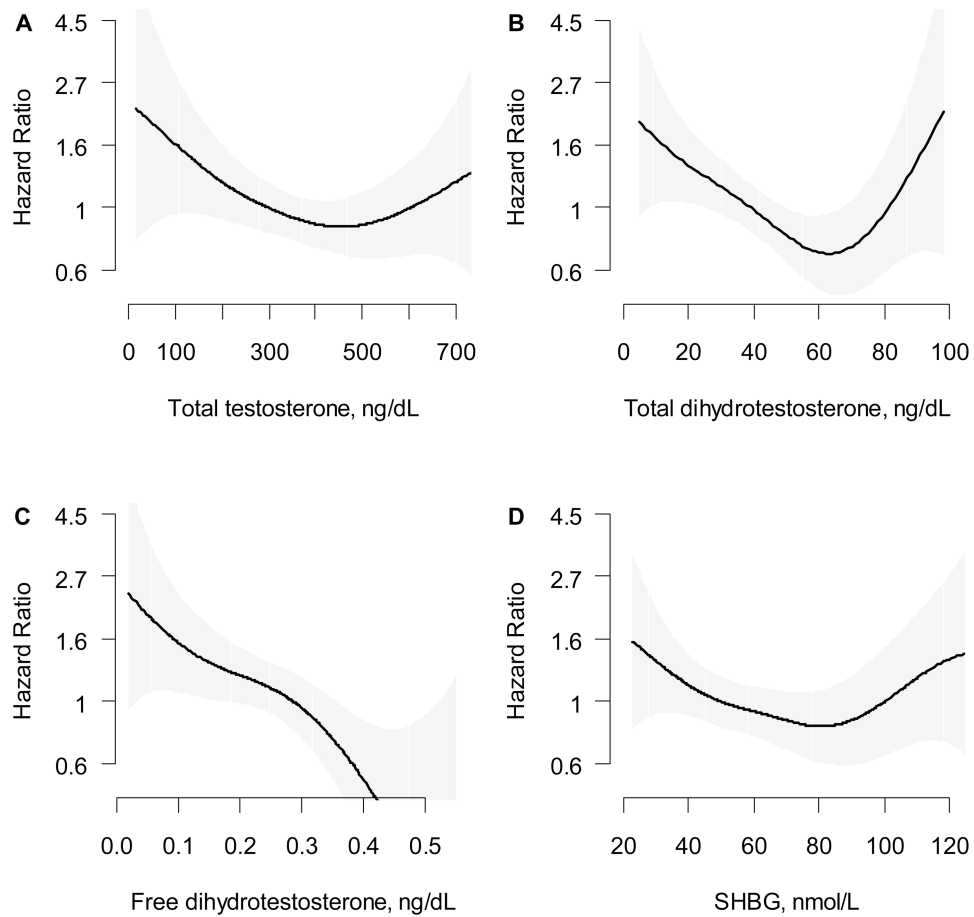 A
Hazard Ratio
4.5
2.7
1.6
1
0.6
0 100 300 500 700
Total testosterone, ng/dL
B
Hazard Ratio
4.5
2.7
1.6
1
0.6
0 20 40 60 80 100
Total dihydrotestosterone, ng/dL
C
Hazard Ratio
4.5
2.7
1.6
1
0.6
0.0 0.1 0.2 0.3 0.4 0.5
Free dihydrotestosterone, ng/dL
D
Hazard Ratio
4.5
2.7
1.6
1
0.6
20 40 60 80 100 120
SHBG, nmol/L